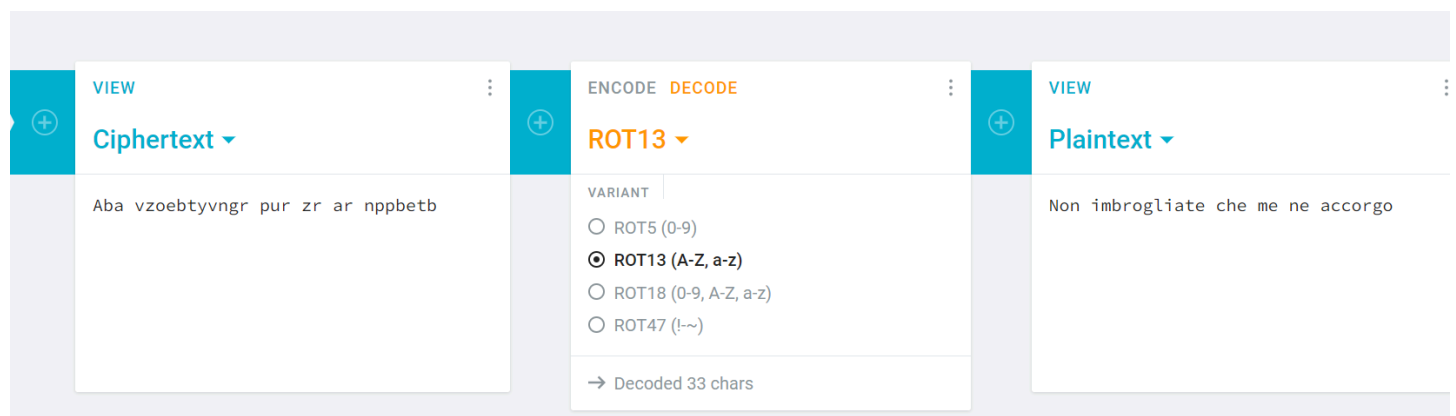 VIEW
Ciphertext
Aba vzoebtyvngr pur zr ar nppbetb
ENCODE DECODE
ROT13
VARIANT
ROT5 (0-9)
ROT13 (A-Z, a-z)
ROT18 (0-9, A-Z, a-z)
ROT47 (!-~)
→ Decoded 33 chars
VIEW
Plaintext
Non imbrogliate che me ne accorgo